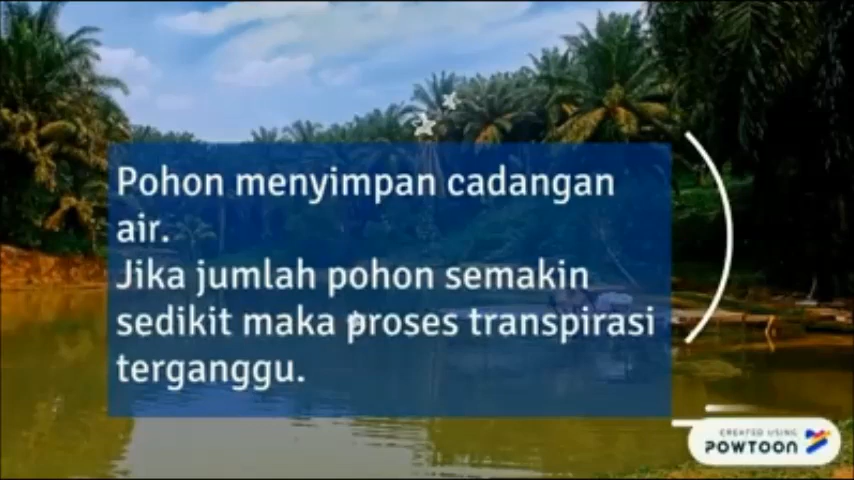 Pohon menyimpan cadangan
air.
Jika jumlah pohon semakin
sedikit maka proses transpirasi
terganggu.
CREATED USING
POWTOON